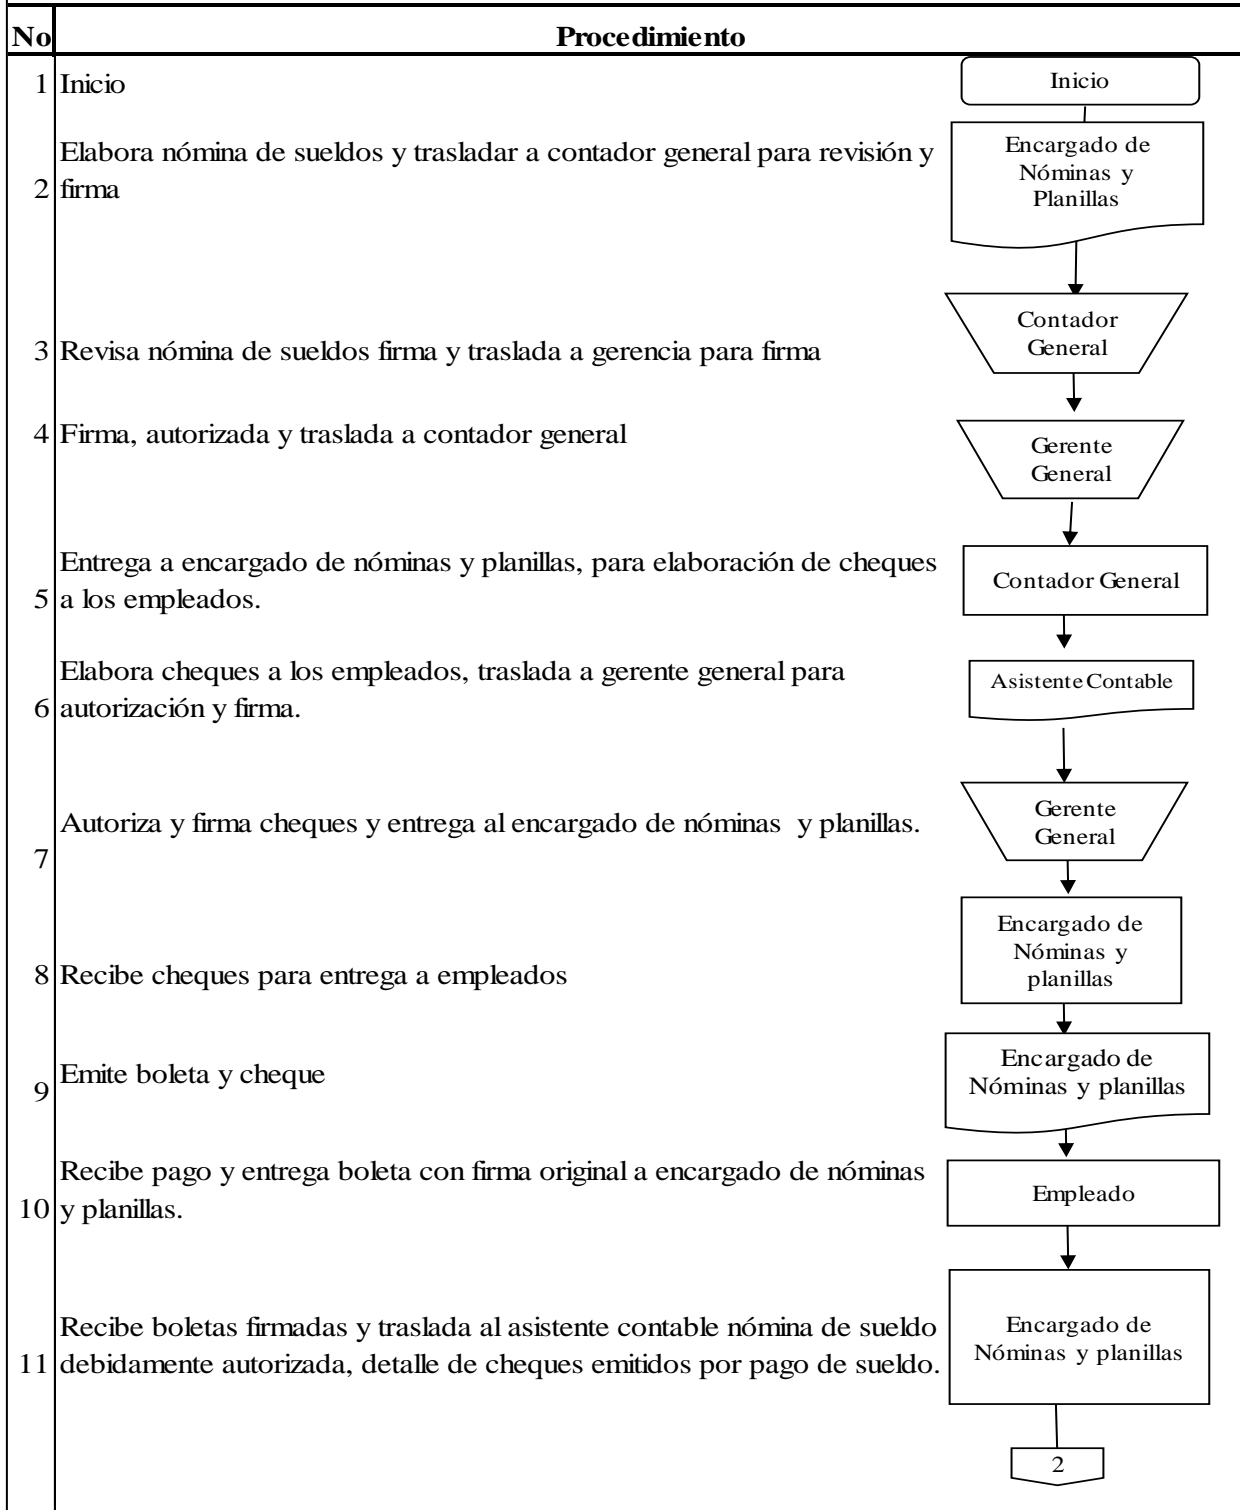 No Procedimiento
1 Inicio
Inicio
Elabora nómina de sueldos y trasladar a contador general para revisión y
2 firma
Encargado de
Nóminas y
Planillas
3 Revisa nómina de sueldos firma y traslada a gerencia para firma
Contador
General
4 Firma, autorizada y traslada a contador general
Gerente
General
Entrega a encargado de nóminas y planillas, para elaboración de cheques
5 a los empleados.
Contador General
Elabora cheques a los empleados, traslada a gerente general para
6 autorización y firma.
Asistente Contable
Autoriza y firma cheques y entrega al encargado de nóminas y planillas.
7
Gerente
General
8 Recibe cheques para entrega a empleados
Encargado de
Nóminas y
planillas
Emite boleta y cheque
9
Encargado de
Nóminas y planillas
Recibe pago y entrega boleta con firma original a encargado de nóminas
10 y planillas.
Empleado
Recibe boletas firmadas y traslada al asistente contable nómina de sueldo
11 debidamente autorizada, detalle de cheques emitidos por pago de sueldo.
Encargado de
Nóminas y planillas
2